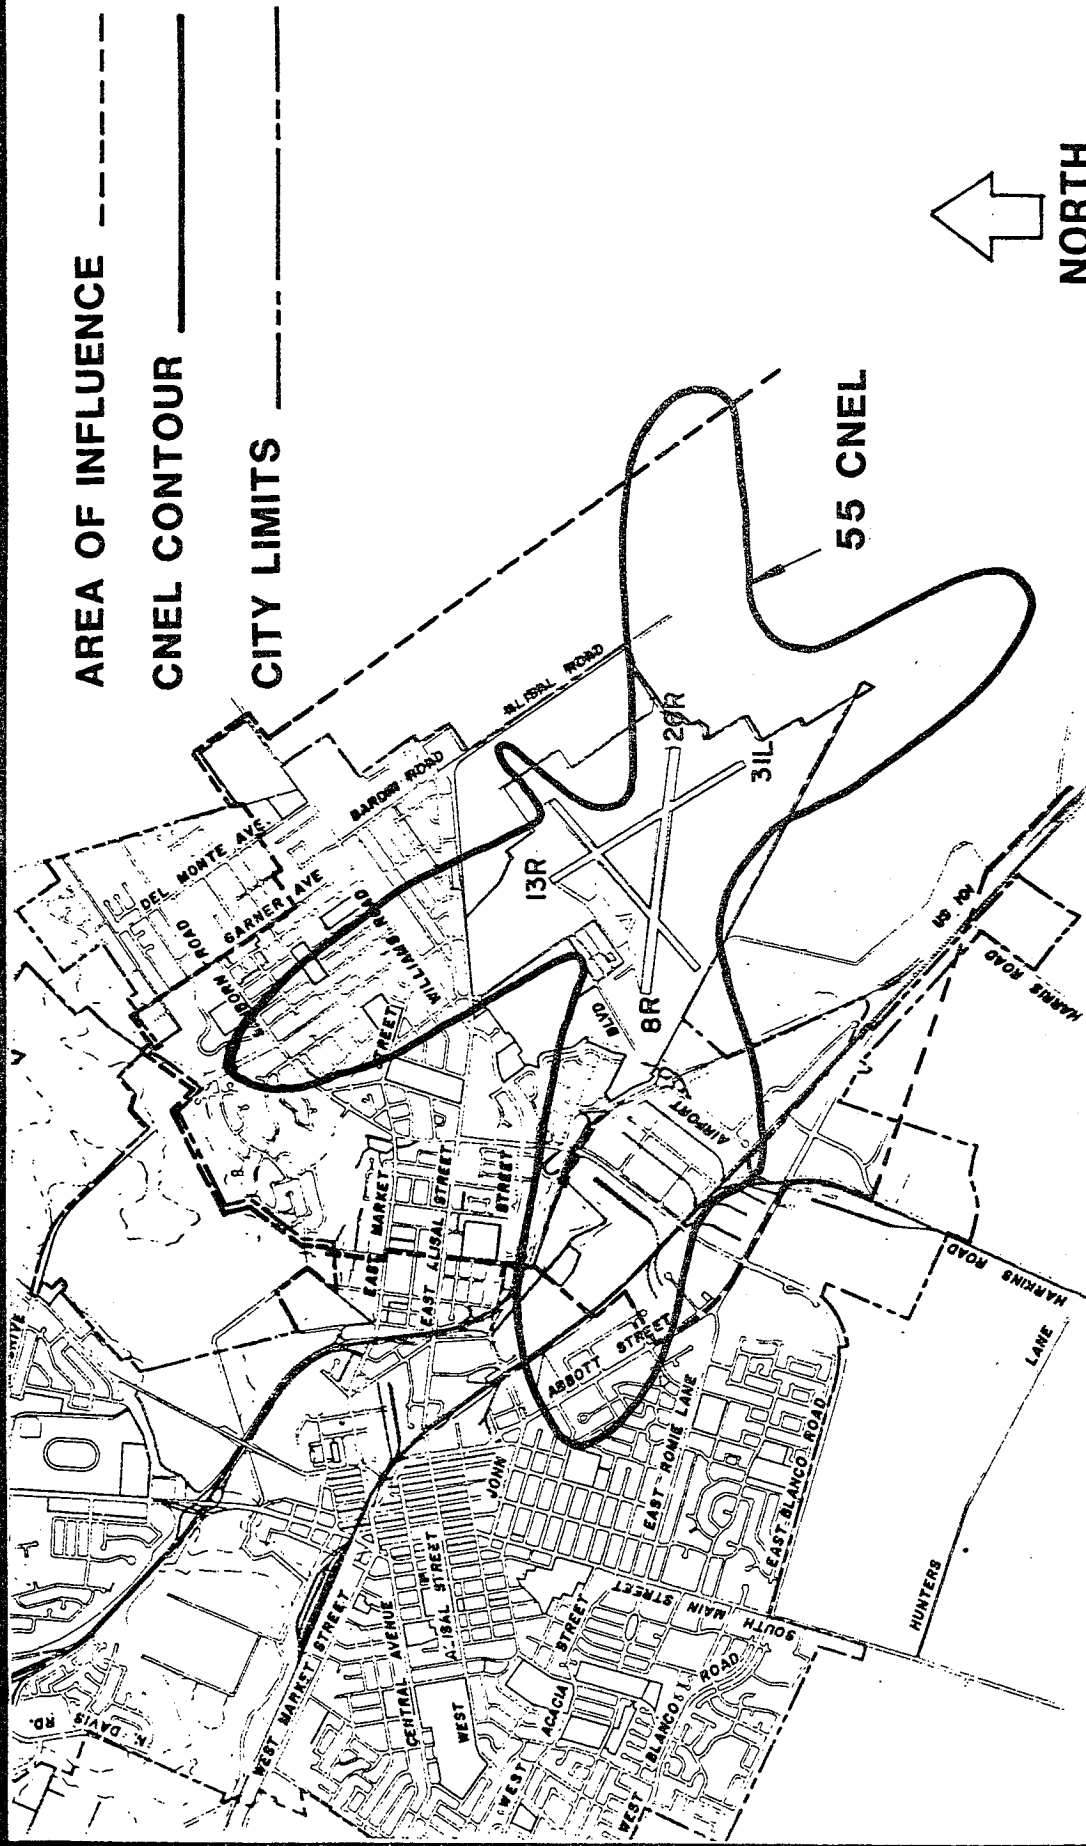 AREA OF INFLUENCE
CNEL CONTOUR
CITY LIMITS
NORTH
55 CNEL
DEL MONTE AVE.
GARNER AVE
ROAD
BARDIN ROAD
ALISAL ROAD
WILLIAMS ROAD
13R
26R
31L
8R
BLVD
AIRPORT
US 101
HARRIS ROAD
STREET
EAST MARKET
EAST ALISAL STREET
STREET
ABBOTT STREET
JOHN
EAST ROMIE LANE
EAST BLANCO ROAD
HARKINS ROAD
HUNTERS
LANE
SOUTH MAIN STREET
N. DAVIS RD.
WEST MARKET STREET
CENTRAL AVENUE
WEST
ALISAL STREET
WEST ACACIA STREET
WEST BLANCO ROAD